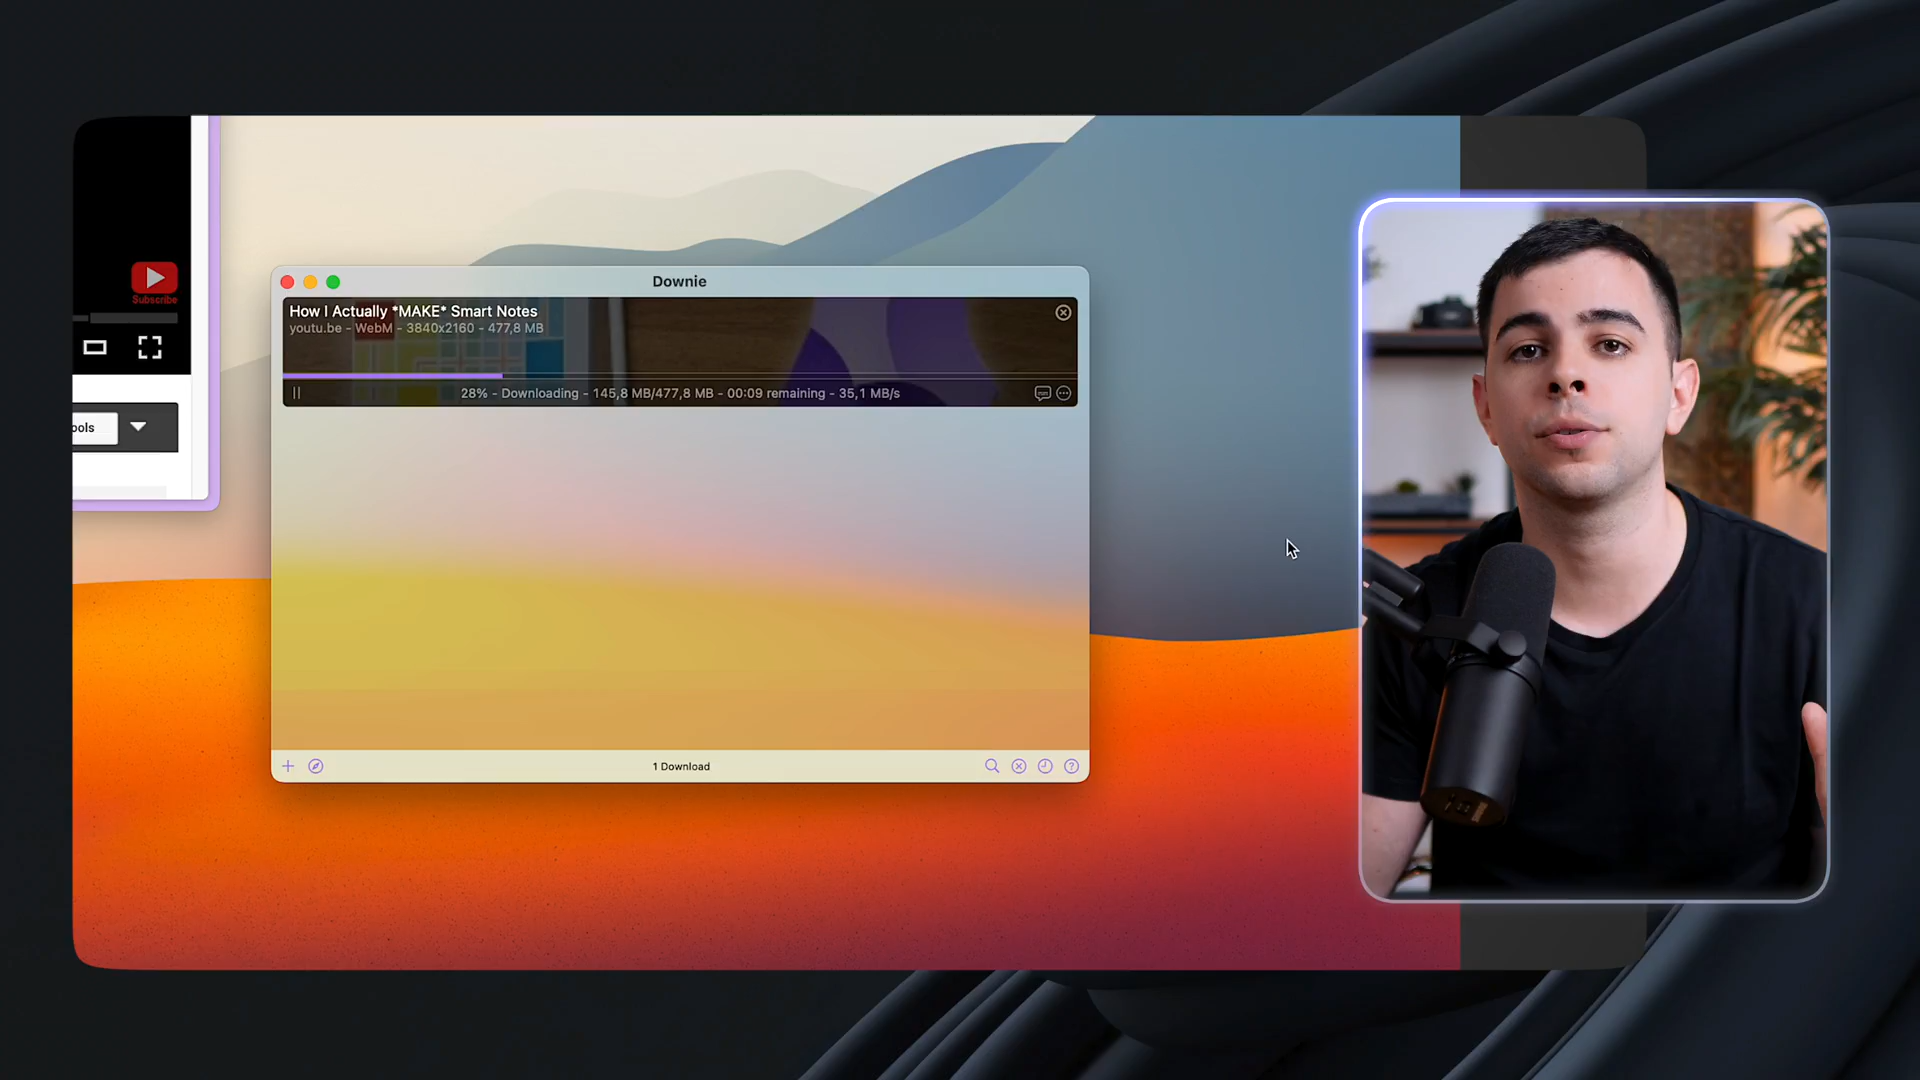 Subscribe
ools
Downie
How I Actually *MAKE* Smart Notes
youtu.be - WebM - 3840x2160 - 477,8 MB
28% - Downloading - 145,8 MB/477,8 MB - 00:09 remaining - 35,1 MB/s
1 Download